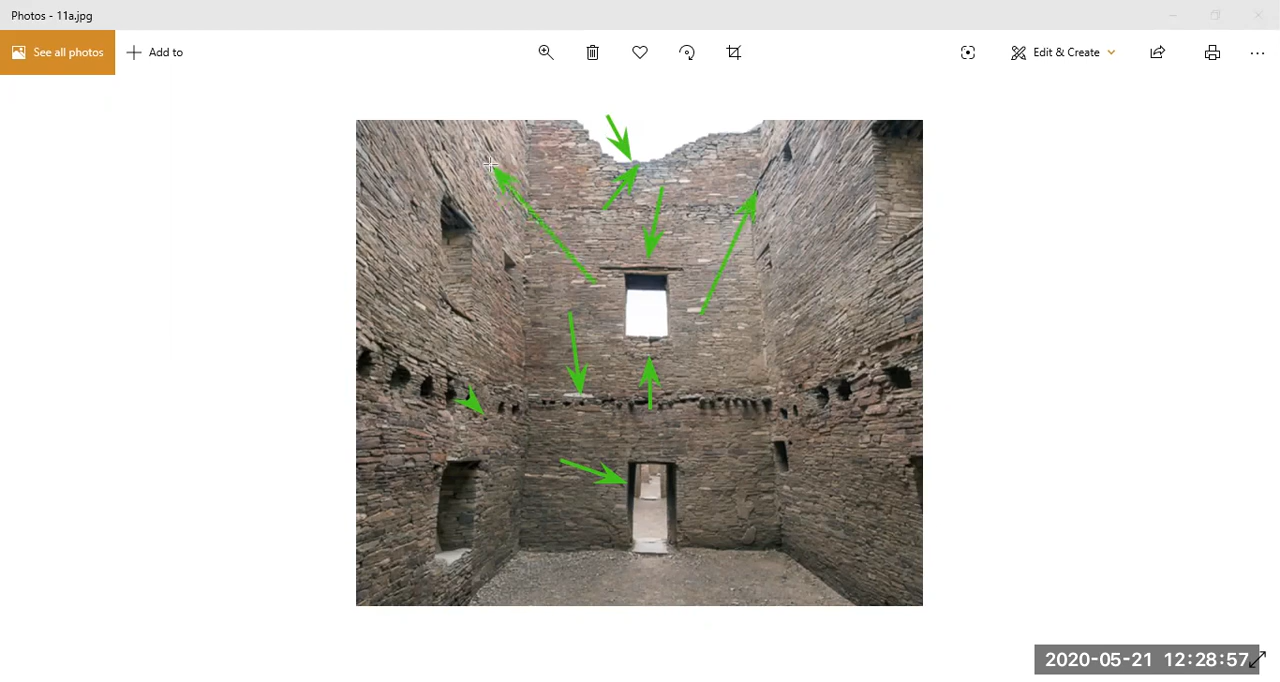 Photos - 11a.jpg
See all photos
Add to
Edit & Create
2020-05-21 12:28:57